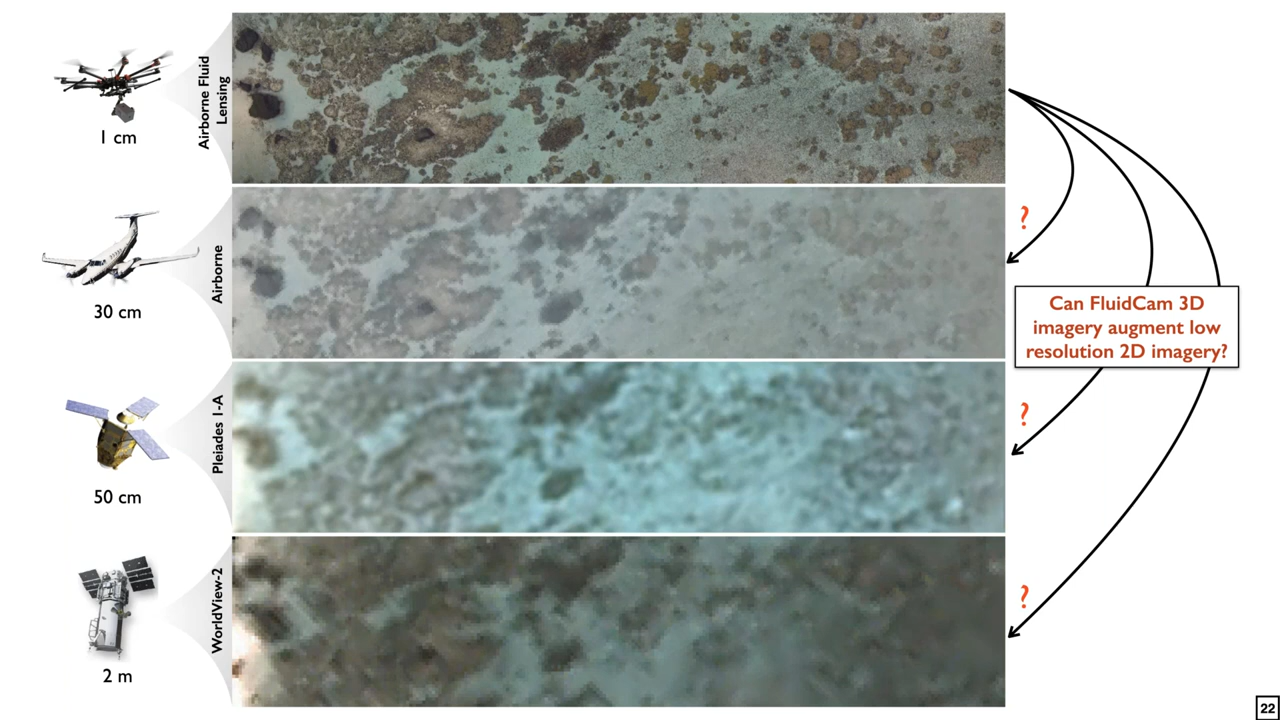 Airborne Fluid
Lensing
1 cm
Airborne
30 cm
Pleiades 1-A
50 cm
WorldView-2
2 m
?
Can FluidCam 3D
imagery augment low
resolution 2D imagery?
?
?
22